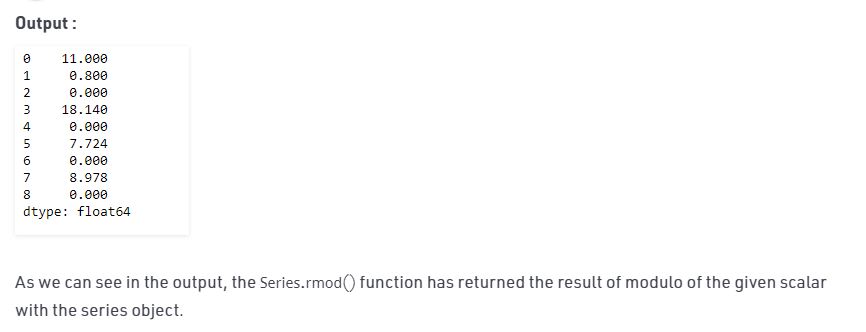 Output :
0    11.000
1     0.800
2     0.000
3    18.140
4     0.000
5     7.724
6     0.000
7     8.978
8     0.000
dtype: float64
As we can see in the output, the Series.rmod() function has returned the result of modulo of the given scalar
with the series object.